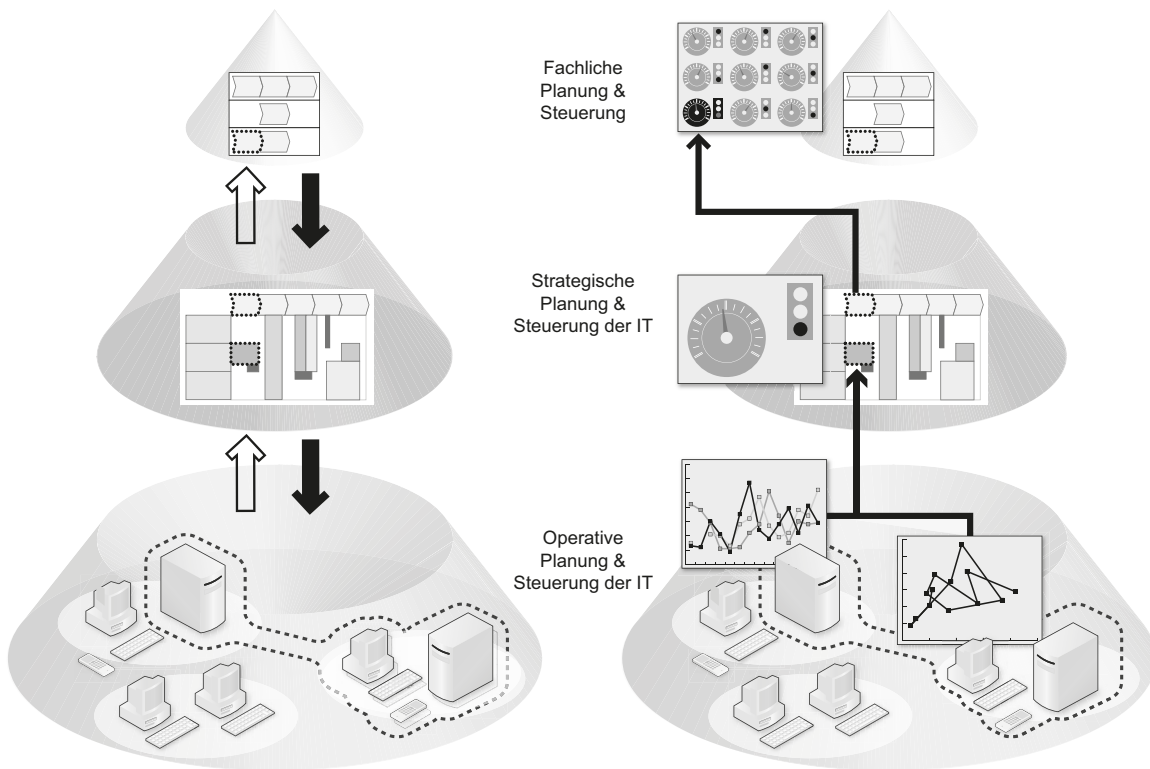 Fachliche
Planung &
Steuerung
Strategische
Planung &
Steuerung der IT
Operative
Planung &
Steuerung der IT